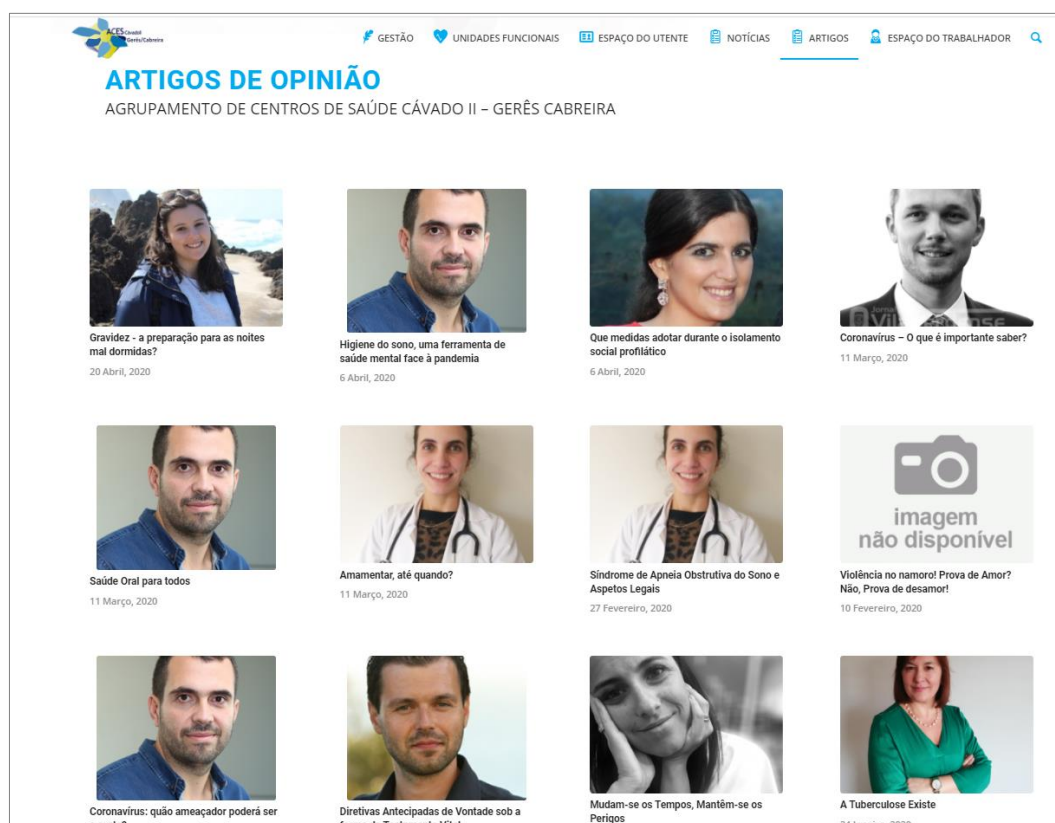 ACES Cávado II
Gerês/Cabreira
GESTÃO
UNIDADES FUNCIONAIS
ESPAÇO DO UTENTE
NOTÍCIAS
ARTIGOS
ESPAÇO DO TRABALHADOR
ARTIGOS DE OPINIÃO
AGRUPAMENTO DE CENTROS DE SAÚDE CÁVADO II – GERÊS CABREIRA
Gravidez - a preparação para as noites
mal dormidas?
20 Abril, 2020
Higiene do sono, uma ferramenta de
saúde mental face à pandemia
6 Abril, 2020
Que medidas adotar durante o isolamento
social profilático
6 Abril, 2020
Jornal
Coronavírus – O que é importante saber?
11 Março, 2020
Saúde Oral para todos
11 Março, 2020
Amamentar, até quando?
11 Março, 2020
Síndrome de Apneia Obstrutiva do Sono e
Aspetos Legais
27 Fevereiro, 2020
imagem
não disponível
Violência no namoro! Prova de Amor?
Não, Prova de desamor!
10 Fevereiro, 2020
Coronavírus: quão ameaçador poderá ser
Diretivas Antecipadas de Vontade sob a
Mudam-se os Tempos, Mantêm-se os
Perigos
A Tuberculose Existe